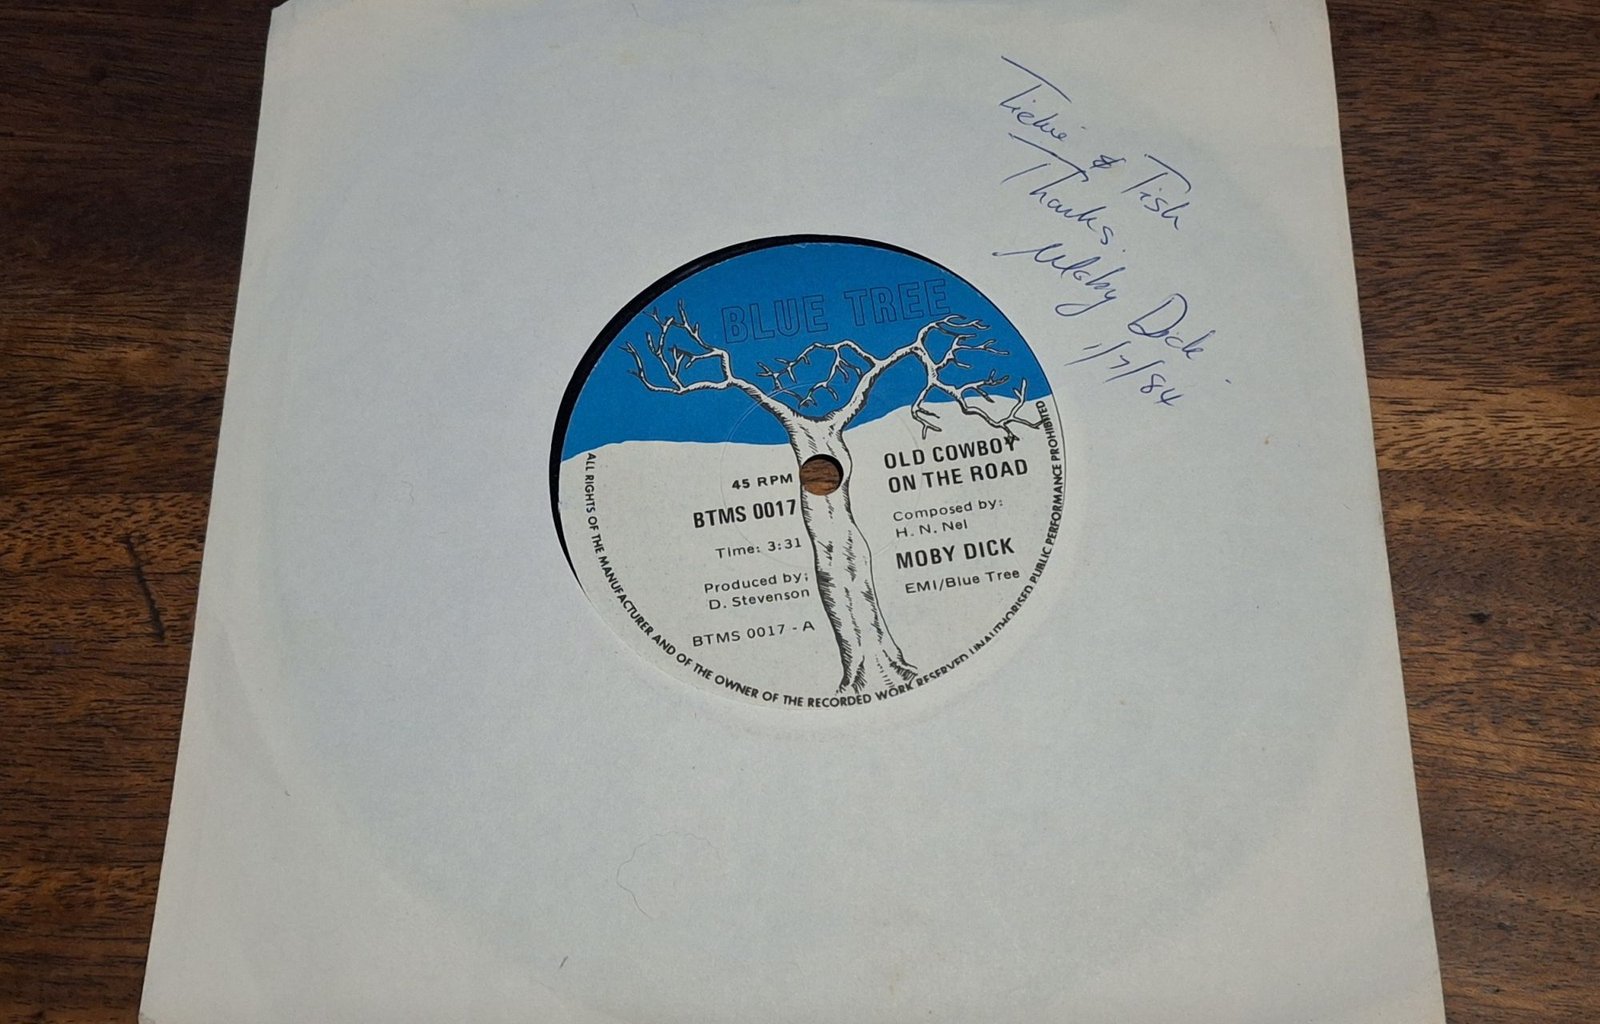 Tickie & Tish
Thanks
Moby Dick
1/7/84
BLUE TREE
45 RPM
BTMS 0017
Time: 3:31
Produced by;
D. Stevenson
BTMS 0017 - A
OLD COWBOY
ON THE ROAD
Composed by:
H. N. Nel
MOBY DICK
EMI/Blue Tree
ALL RIGHTS OF THE MANUFACTURER AND OF THE OWNER OF THE RECORDED WORK RESERVED UNAUTHORISED PUBLIC PERFORMANCE PROHIBITED